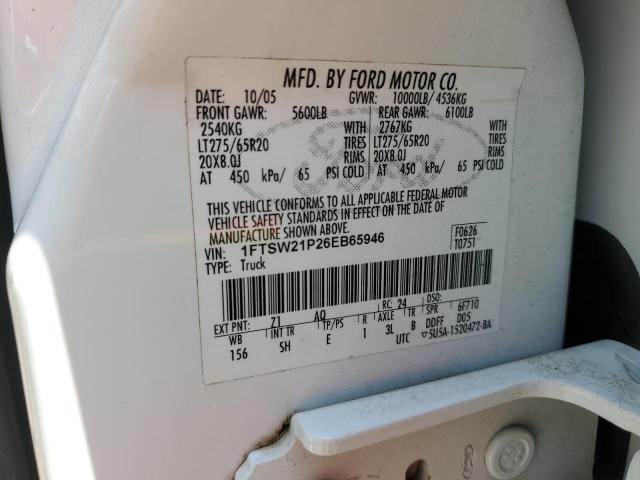 MFD. BY FORD MOTOR CO.
DATE: 10/05 GVWR: 10000LB/ 4536KG
FRONT GAWR: 5600LB REAR GAWR: 6100LB
2540KG WITH 2767KG WITH
LT275/65R20 TIRES LT275/65R20 TIRES
20X8.0J RIMS 20X8.0J RIMS
AT 450 kPa/ 65 PSI COLD AT 450 kPa/ 65 PSI COLD
THIS VEHICLE CONFORMS TO ALL APPLICABLE FEDERAL MOTOR
VEHICLE SAFETY STANDARDS IN EFFECT ON THE DATE OF
MANUFACTURE SHOWN ABOVE.
VIN: 1FTSW21P26EB65946 F0626
TYPE: Truck T0751
EXT PNT: Z1 AQ RC: 24 DSO:
WB INT TR TP/PS R AXLE TR SPR 6F710
156 SH E 1 3L B DDFF D05
UTC ▽5U5A-1520472-BA
Ford